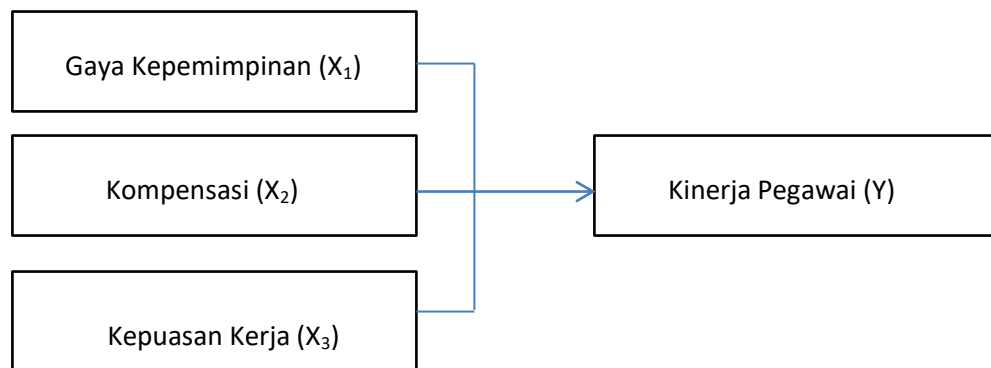 Gaya Kepemimpinan (X₁)
Kompensasi (X₂)
Kinerja Pegawai (Y)
Kepuasan Kerja (X₃)